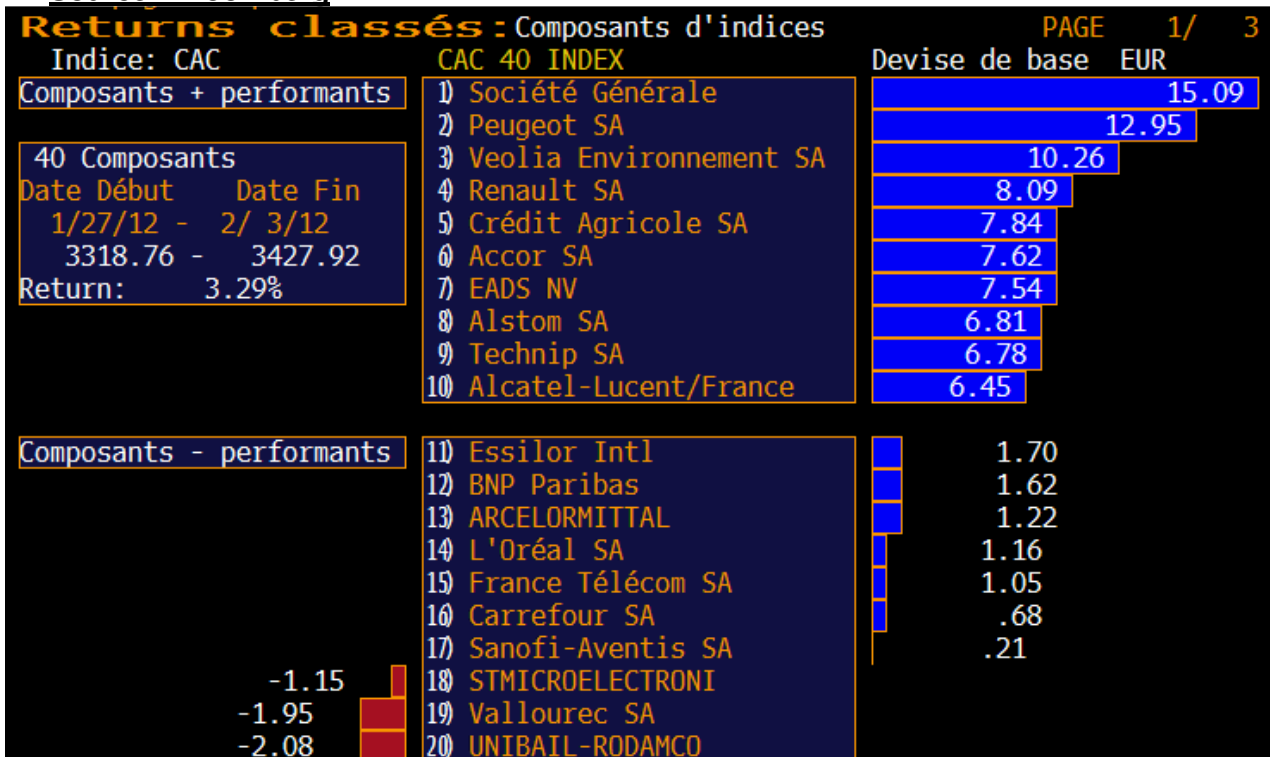 Returns classés: Composants d'indices PAGE 1/ 3
Indice: CAC CAC 40 INDEX Devise de base EUR
Composants + performants 1) Société Générale 15.09
2) Peugeot SA 12.95
40 Composants 3) Veolia Environnement SA 10.26
Date Début Date Fin 4) Renault SA 8.09
1/27/12 - 2/ 3/12 5) Crédit Agricole SA 7.84
3318.76 - 3427.92 6) Accor SA 7.62
Return: 3.29% 7) EADS NV 7.54
8) Alstom SA 6.81
9) Technip SA 6.78
10) Alcatel-Lucent/France 6.45
Composants - performants 11) Essilor Intl 1.70
12) BNP Paribas 1.62
13) ARCELORMITTAL 1.22
14) L'Oréal SA 1.16
15) France Télécom SA 1.05
16) Carrefour SA .68
17) Sanofi-Aventis SA .21
-1.15 18) STMICROELECTRONI
-1.95 19) Vallourec SA
-2.08 20) UNIBAIL-RODAMCO